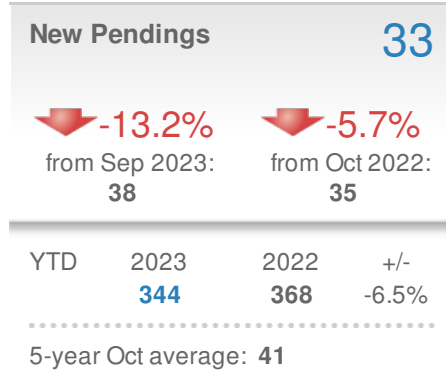 New Pendings 33
-13.2% -5.7%
from Sep 2023: from Oct 2022:
38 35
YTD 2023 2022 +/-
344 368 -6.5%
5-year Oct average: 41